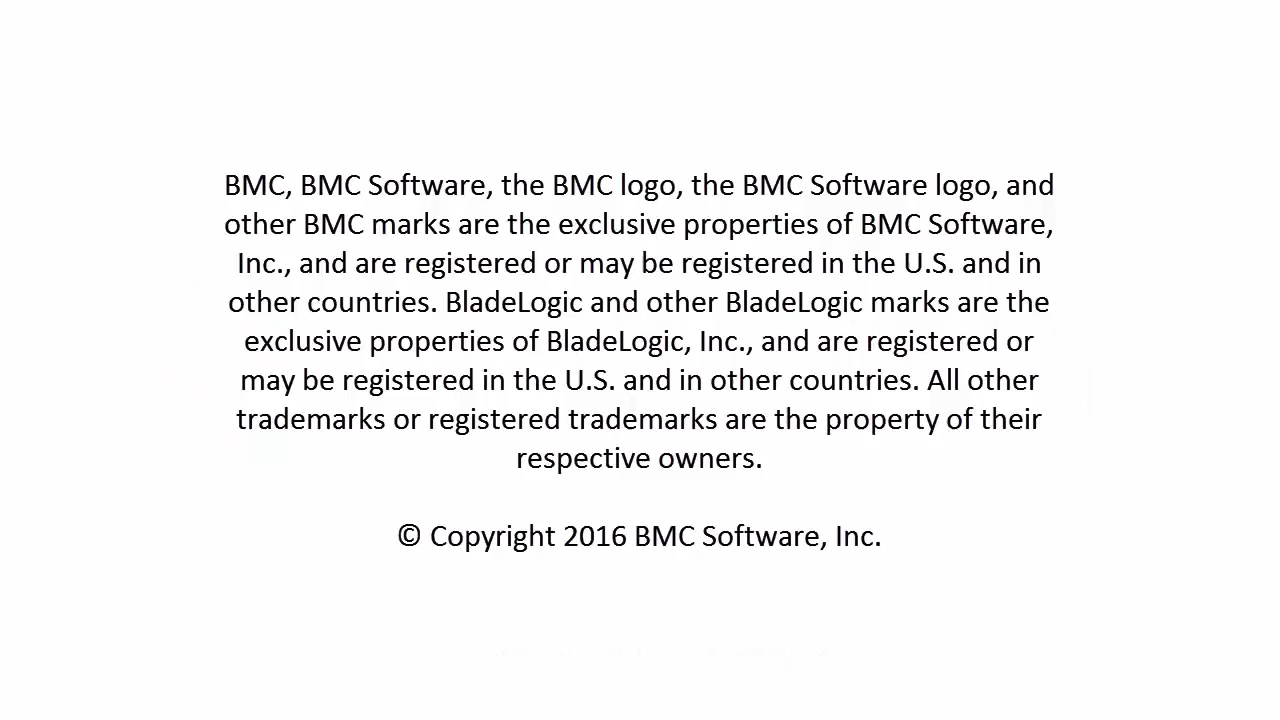 BMC, BMC Software, the BMC logo, the BMC Software logo, and
other BMC marks are the exclusive properties of BMC Software,
Inc., and are registered or may be registered in the U.S. and in
other countries. BladeLogic and other BladeLogic marks are the
exclusive properties of BladeLogic, Inc., and are registered or
may be registered in the U.S. and in other countries. All other
trademarks or registered trademarks are the property of their
respective owners.
© Copyright 2016 BMC Software, Inc.